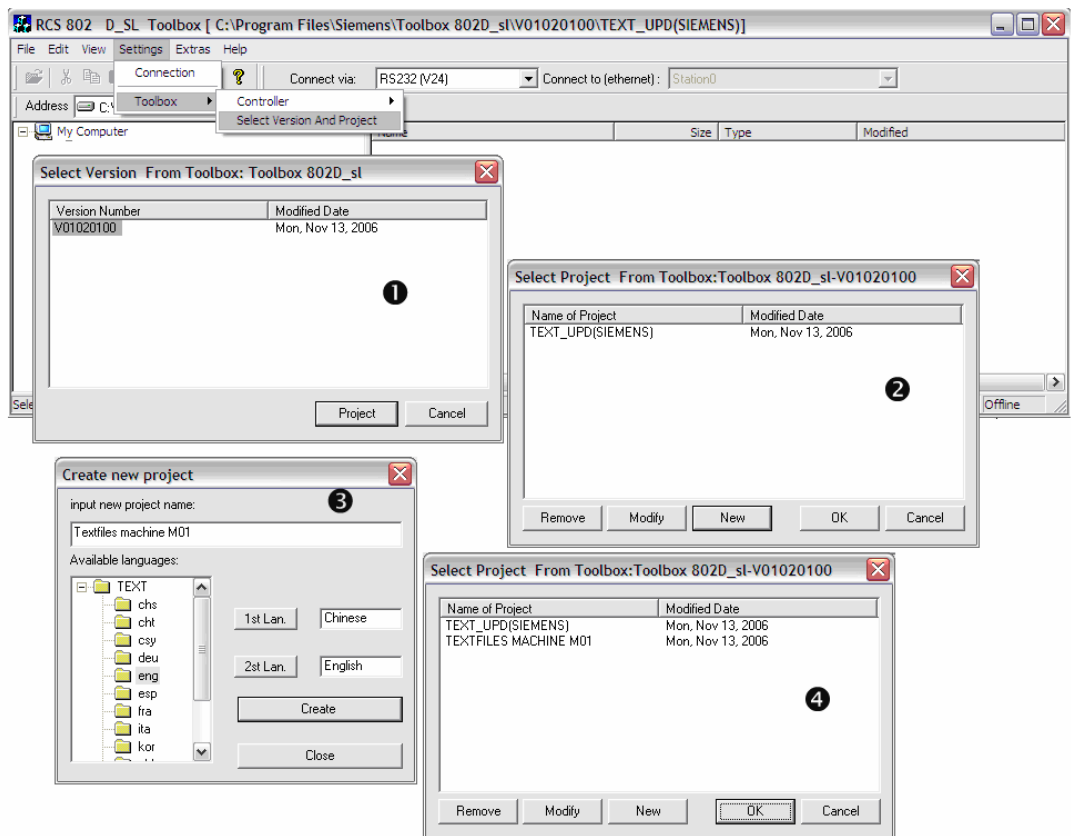 RCS 802 D_SL Toolbox [ C:\Program Files\Siemens\Toolbox 802D_sl\V01020100\TEXT_UPD(SIEMENS)]
File Edit View Settings Extras Help
Connection
Connect via: RS232 (V24) Connect to (ethernet) : Station0
Toolbox
Address C:\
Controller
Select Version And Project
My Computer
Name Size Type Modified
Select Version From Toolbox: Toolbox 802D_sl
Version Number Modified Date
V01020100 Mon, Nov 13, 2006
❶
Project Cancel
Sele
Offline
Select Project From Toolbox:Toolbox 802D_sl-V01020100
Name of Project Modified Date
TEXT_UPD(SIEMENS) Mon, Nov 13, 2006
❷
Remove Modify New OK Cancel
Create new project
❸
input new project name:
Textfiles machine M01
Available languages:
TEXT
chs
cht
csy
deu
eng
esp
fra
ita
kor
1st Lan. Chinese
2st Lan. English
Create
Close
Select Project From Toolbox:Toolbox 802D_sl-V01020100
Name of Project Modified Date
TEXT_UPD(SIEMENS) Mon, Nov 13, 2006
TEXTFILES MACHINE M01 Mon, Nov 13, 2006
❹
Remove Modify New OK Cancel